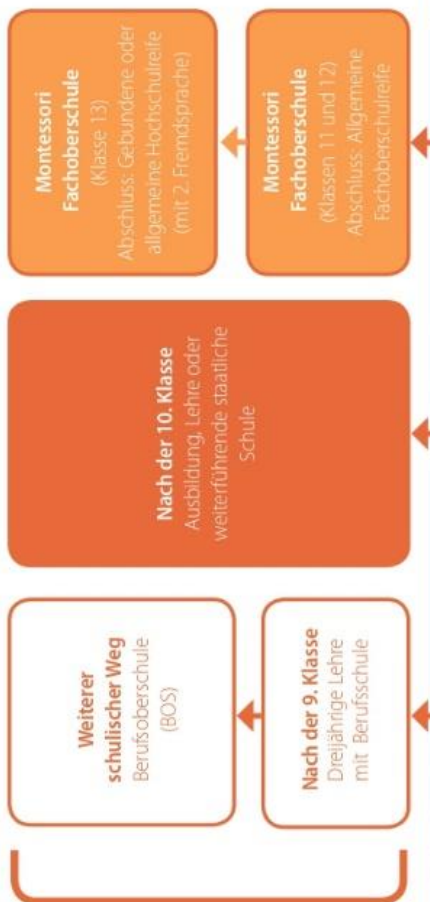 Weiterer
schulischer Weg
Berufsoberschule
(BOS)
Nach der 9. Klasse
Dreijährige Lehre
mit Berufsschule
Nach der 10. Klasse
Ausbildung, Lehre oder
weiterführende staatliche
Schule
Montessori
Fachoberschule
(Klasse 13)
Abschluss: Gebundene oder
allgemeine Hochschulreife
(mit 2. Fremdsprache)
Montessori
Fachoberschule
(Klassen 11 und 12)
Abschluss: Allgemeine
Fachoberschulreife